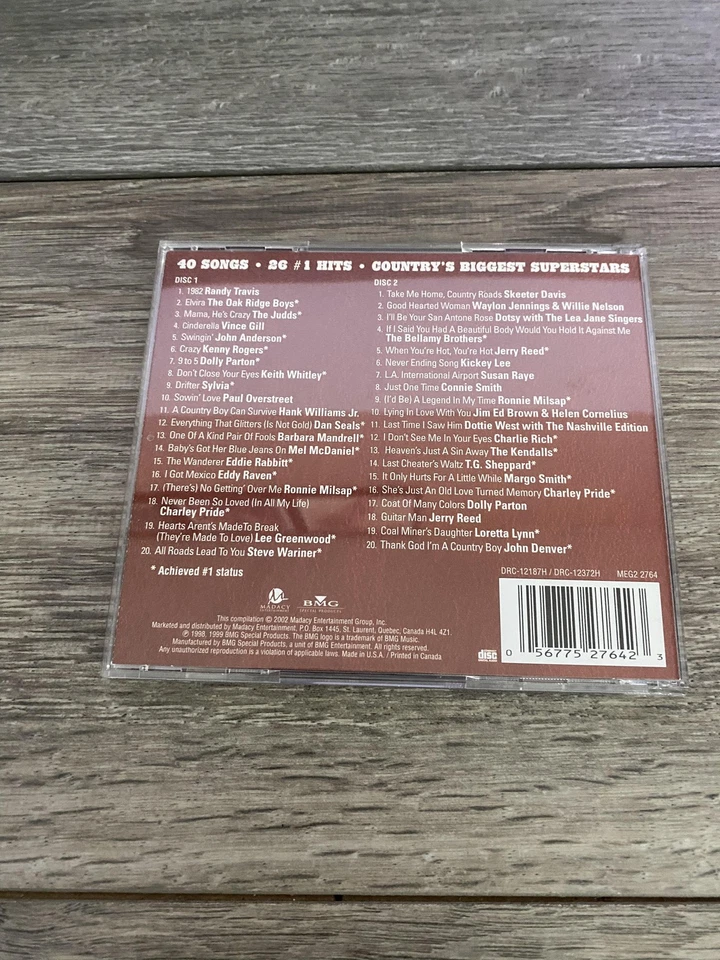 40 SONGS • 26 #1 HITS • COUNTRY'S BIGGEST SUPERSTARS
DISC 1
1. 1982 Randy Travis
2. Elvira The Oak Ridge Boys*
3. Mama, He's Crazy The Judds*
4. Cinderella Vince Gill
5. Swingin' John Anderson*
6. Crazy Kenny Rogers*
7. 9 to 5 Dolly Parton*
8. Don't Close Your Eyes Keith Whitley*
9. Drifter Sylvia*
10. Sowin' Love Paul Overstreet
11. A Country Boy Can Survive Hank Williams Jr.
12. Everything That Glitters (Is Not Gold) Dan Seals*
13. One Of A Kind Pair Of Fools Barbara Mandrell*
14. Baby's Got Her Blue Jeans On Mel McDaniel*
15. The Wanderer Eddie Rabbitt*
16. I Got Mexico Eddy Raven*
17. (There's) No Getting' Over Me Ronnie Milsap*
18. Never Been So Loved (In All My Life)
Charley Pride*
19. Hearts Arent's MadeTo Break
(They're Made To Love) Lee Greenwood*
20. All Roads Lead To You Steve Wariner*
* Achieved #1 status
DISC 2
1. Take Me Home, Country Roads Skeeter Davis
2. Good Hearted Woman Waylon Jennings & Willie Nelson
3. I'll Be Your San Antone Rose Dotsy with The Lea Jane Singers
4. If I Said You Had A Beautiful Body Would You Hold It Against Me
The Bellamy Brothers*
5. When You're Hot, You're Hot Jerry Reed*
6. Never Ending Song Kickey Lee
7. L.A. International Airport Susan Raye
8. Just One Time Connie Smith
9. (I'd Be) A Legend In My Time Ronnie Milsap*
10. Lying In Love With You Jim Ed Brown & Helen Cornelius
11. Last Time I Saw Him Dottie West with The Nashville Edition
12. I Don't See Me In Your Eyes Charlie Rich*
13. Heaven's Just A Sin Away The Kendalls*
14. Last Cheater's Waltz T.G. Sheppard*
15. It Only Hurts For A Little While Margo Smith*
16. She's Just An Old Love Turned Memory Charley Pride*
17. Coat Of Many Colors Dolly Parton
18. Guitar Man Jerry Reed
19. Coal Miner's Daughter Loretta Lynn*
20. Thank God I'm A Country Boy John Denver*
DRC-12187H / DRC-12372H MEG2 2764
MADACY
ENTERTAINMENT
BMG
SPECIAL PRODUCTS
This compilation © 2002 Madacy Entertainment Group, Inc.
Marketed and distributed by Madacy Entertainment, P.O. Box 1445, St. Laurent, Quebec, Canada H4L 4Z1.
℗ 1998, 1999 BMG Special Products. The BMG logo is a trademark of BMG Music.
Manufactured by BMG Special Products, a unit of BMG Entertainment. All rights reserved.
Any unauthorized reproduction is a violation of applicable laws. Made in U.S.A. / Printed in Canada
disc
0 56775 27642 3